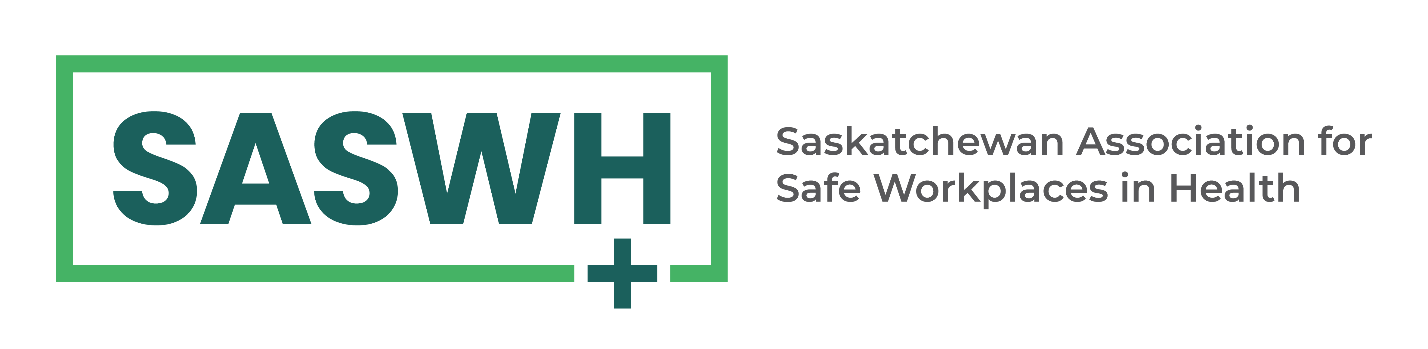 SASWH
Saskatchewan Association for
Safe Workplaces in Health